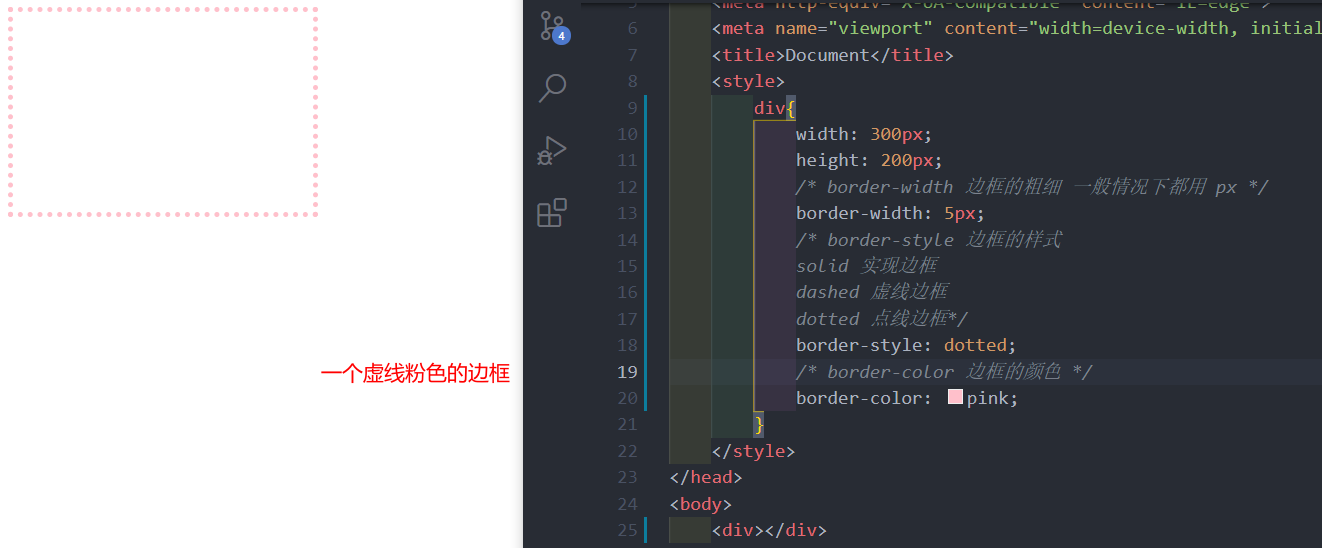 一个虚线粉色的边框
4
5 <meta http-equiv="X-UA-Compatible" content="IE=edge">
6 <meta name="viewport" content="width=device-width, initial
7 <title>Document</title>
8 <style>
9 div{
10 width: 300px;
11 height: 200px;
12 /* border-width 边框的粗细 一般情况下都用 px */
13 border-width: 5px;
14 /* border-style 边框的样式
15 solid 实现边框
16 dashed 虚线边框
17 dotted 点线边框*/
18 border-style: dotted;
19 /* border-color 边框的颜色 */
20 border-color: pink;
21 }
22 </style>
23 </head>
24 <body>
25 <div></div>